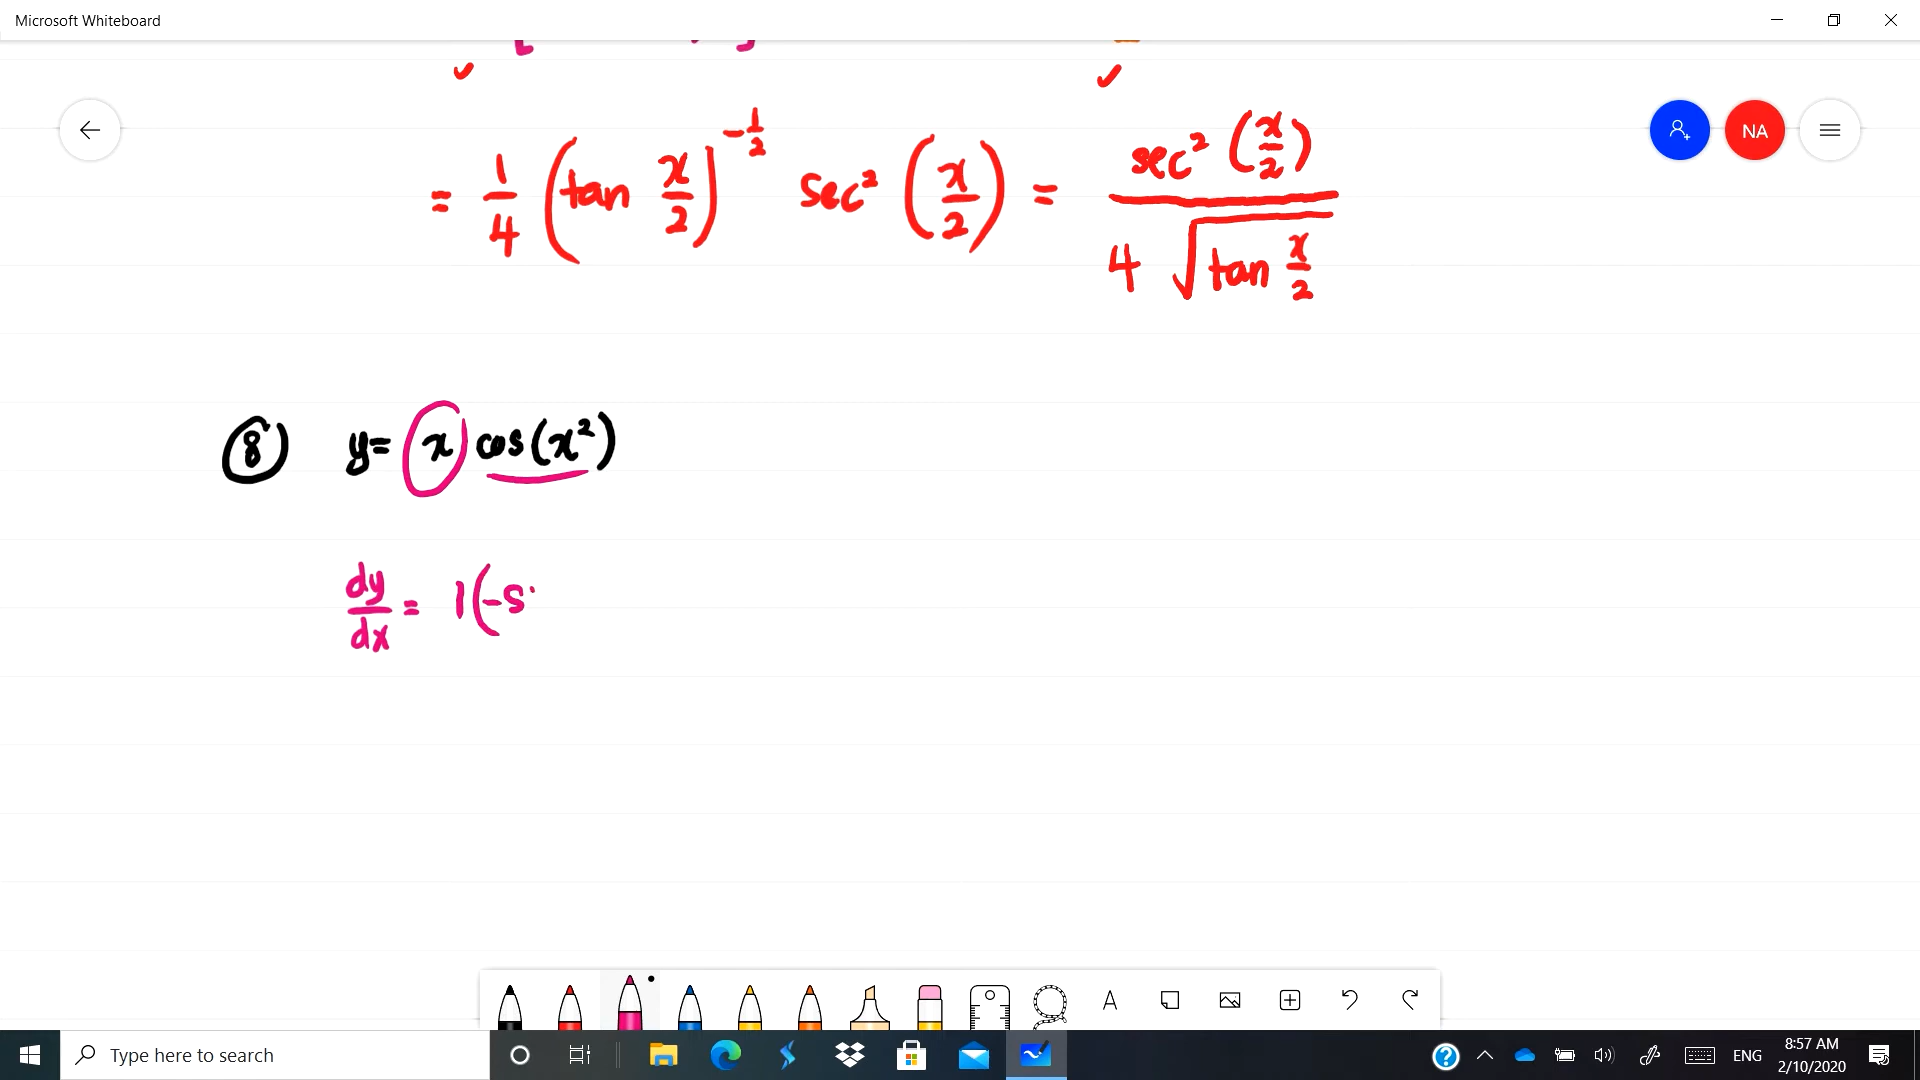 Microsoft Whiteboard
NA
= 1/4 (tan x/2)^(-1/2) sec² (x/2) = sec² (x/2) / 4 √(tan x/2)
⑧ y= x cos(x²)
dy/dx = 1(-s
A
Type here to search
ENG
8:57 AM
2/10/2020